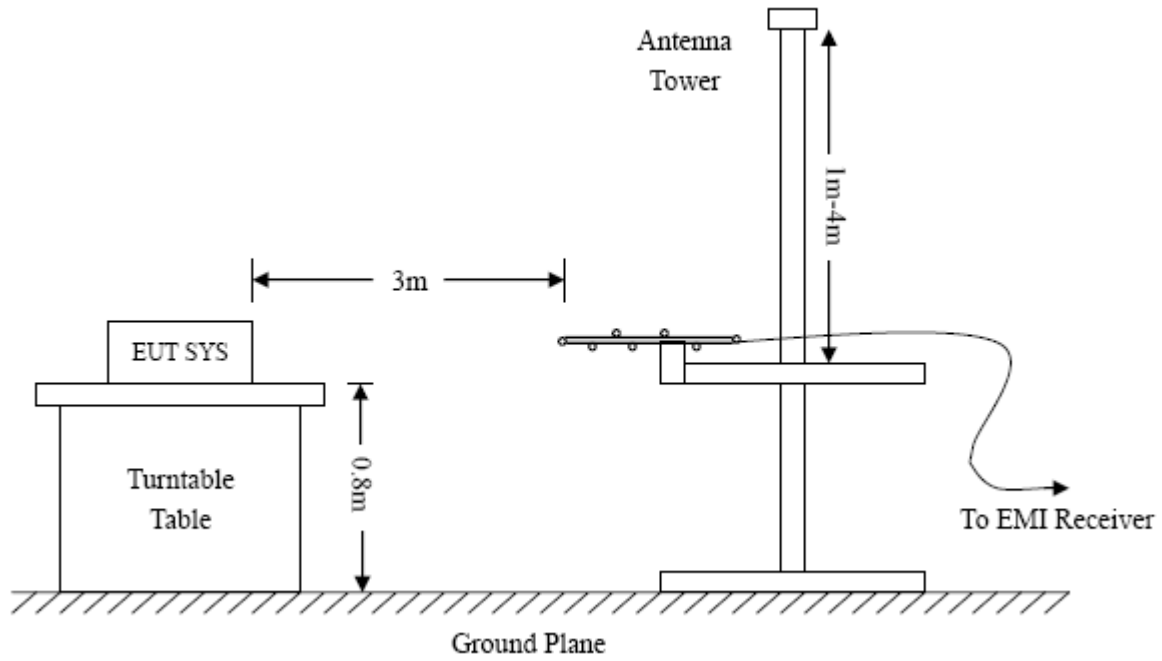 Antenna
Tower
1m-4m
3m
EUT SYS
0.8m
Turntable
Table
To EMI Receiver
Ground Plane